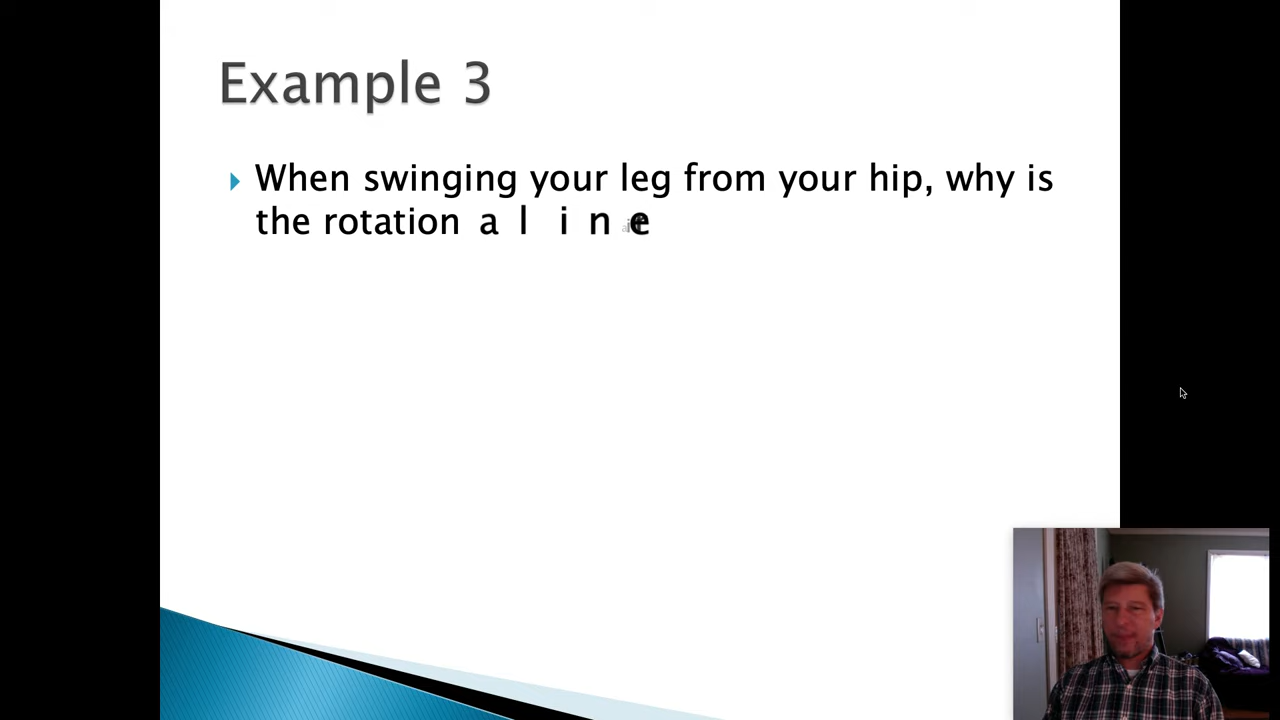 Example 3
When swinging your leg from your hip, why is
the rotation a l i n e